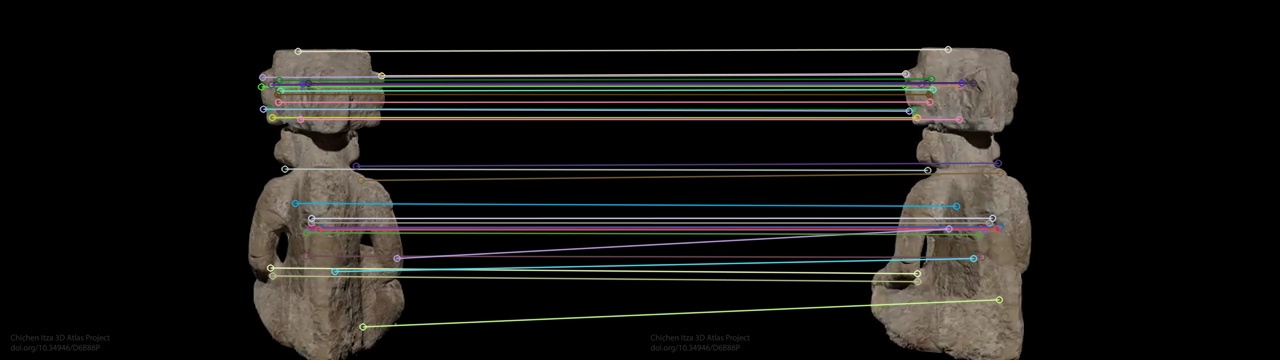 Chichen Itza 3D Atlas Project
doi.org/10.34946/D6B88P
Chichen Itza 3D Atlas Project
doi.org/10.34946/D6B88P